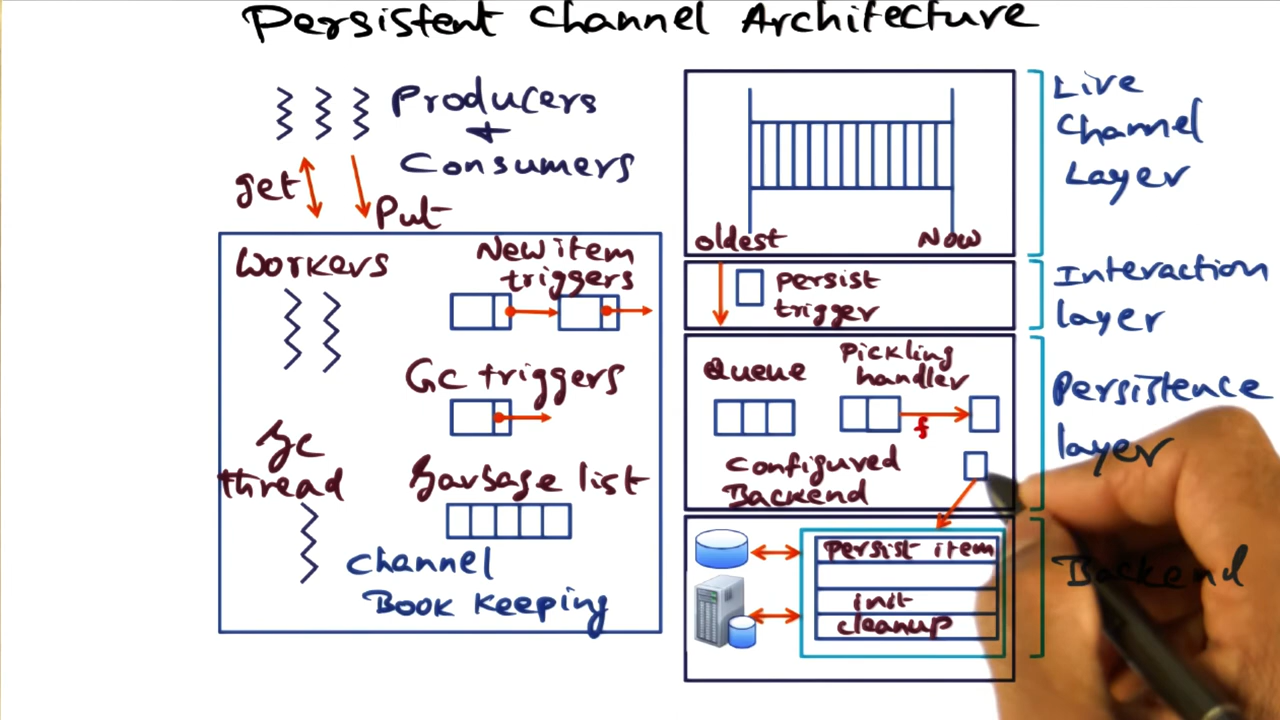 Persistent Channel Architecture
Producers
+
Consumers
get
Put
Workers
New item
triggers
GC triggers
GC
thread
Garbage list
Channel
Book keeping
oldest
Now
Live
Channel
Layer
persist
trigger
Interaction
layer
Queue
Pickling
handler
f
Configured
Backend
Persistence
layer
persist item
init
cleanup
Backend